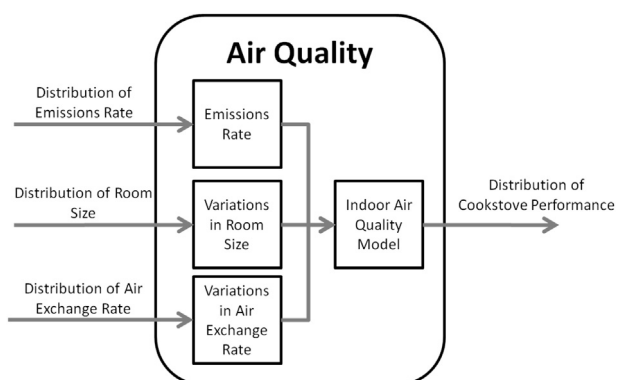 Air Quality
Distribution of
Emissions Rate
Emissions
Rate
Distribution of Room
Size
Variations
in Room
Size
Indoor Air
Quality
Model
Distribution of
Cookstove Performance
Distribution of Air
Exchange Rate
Variations
in Air
Exchange
Rate